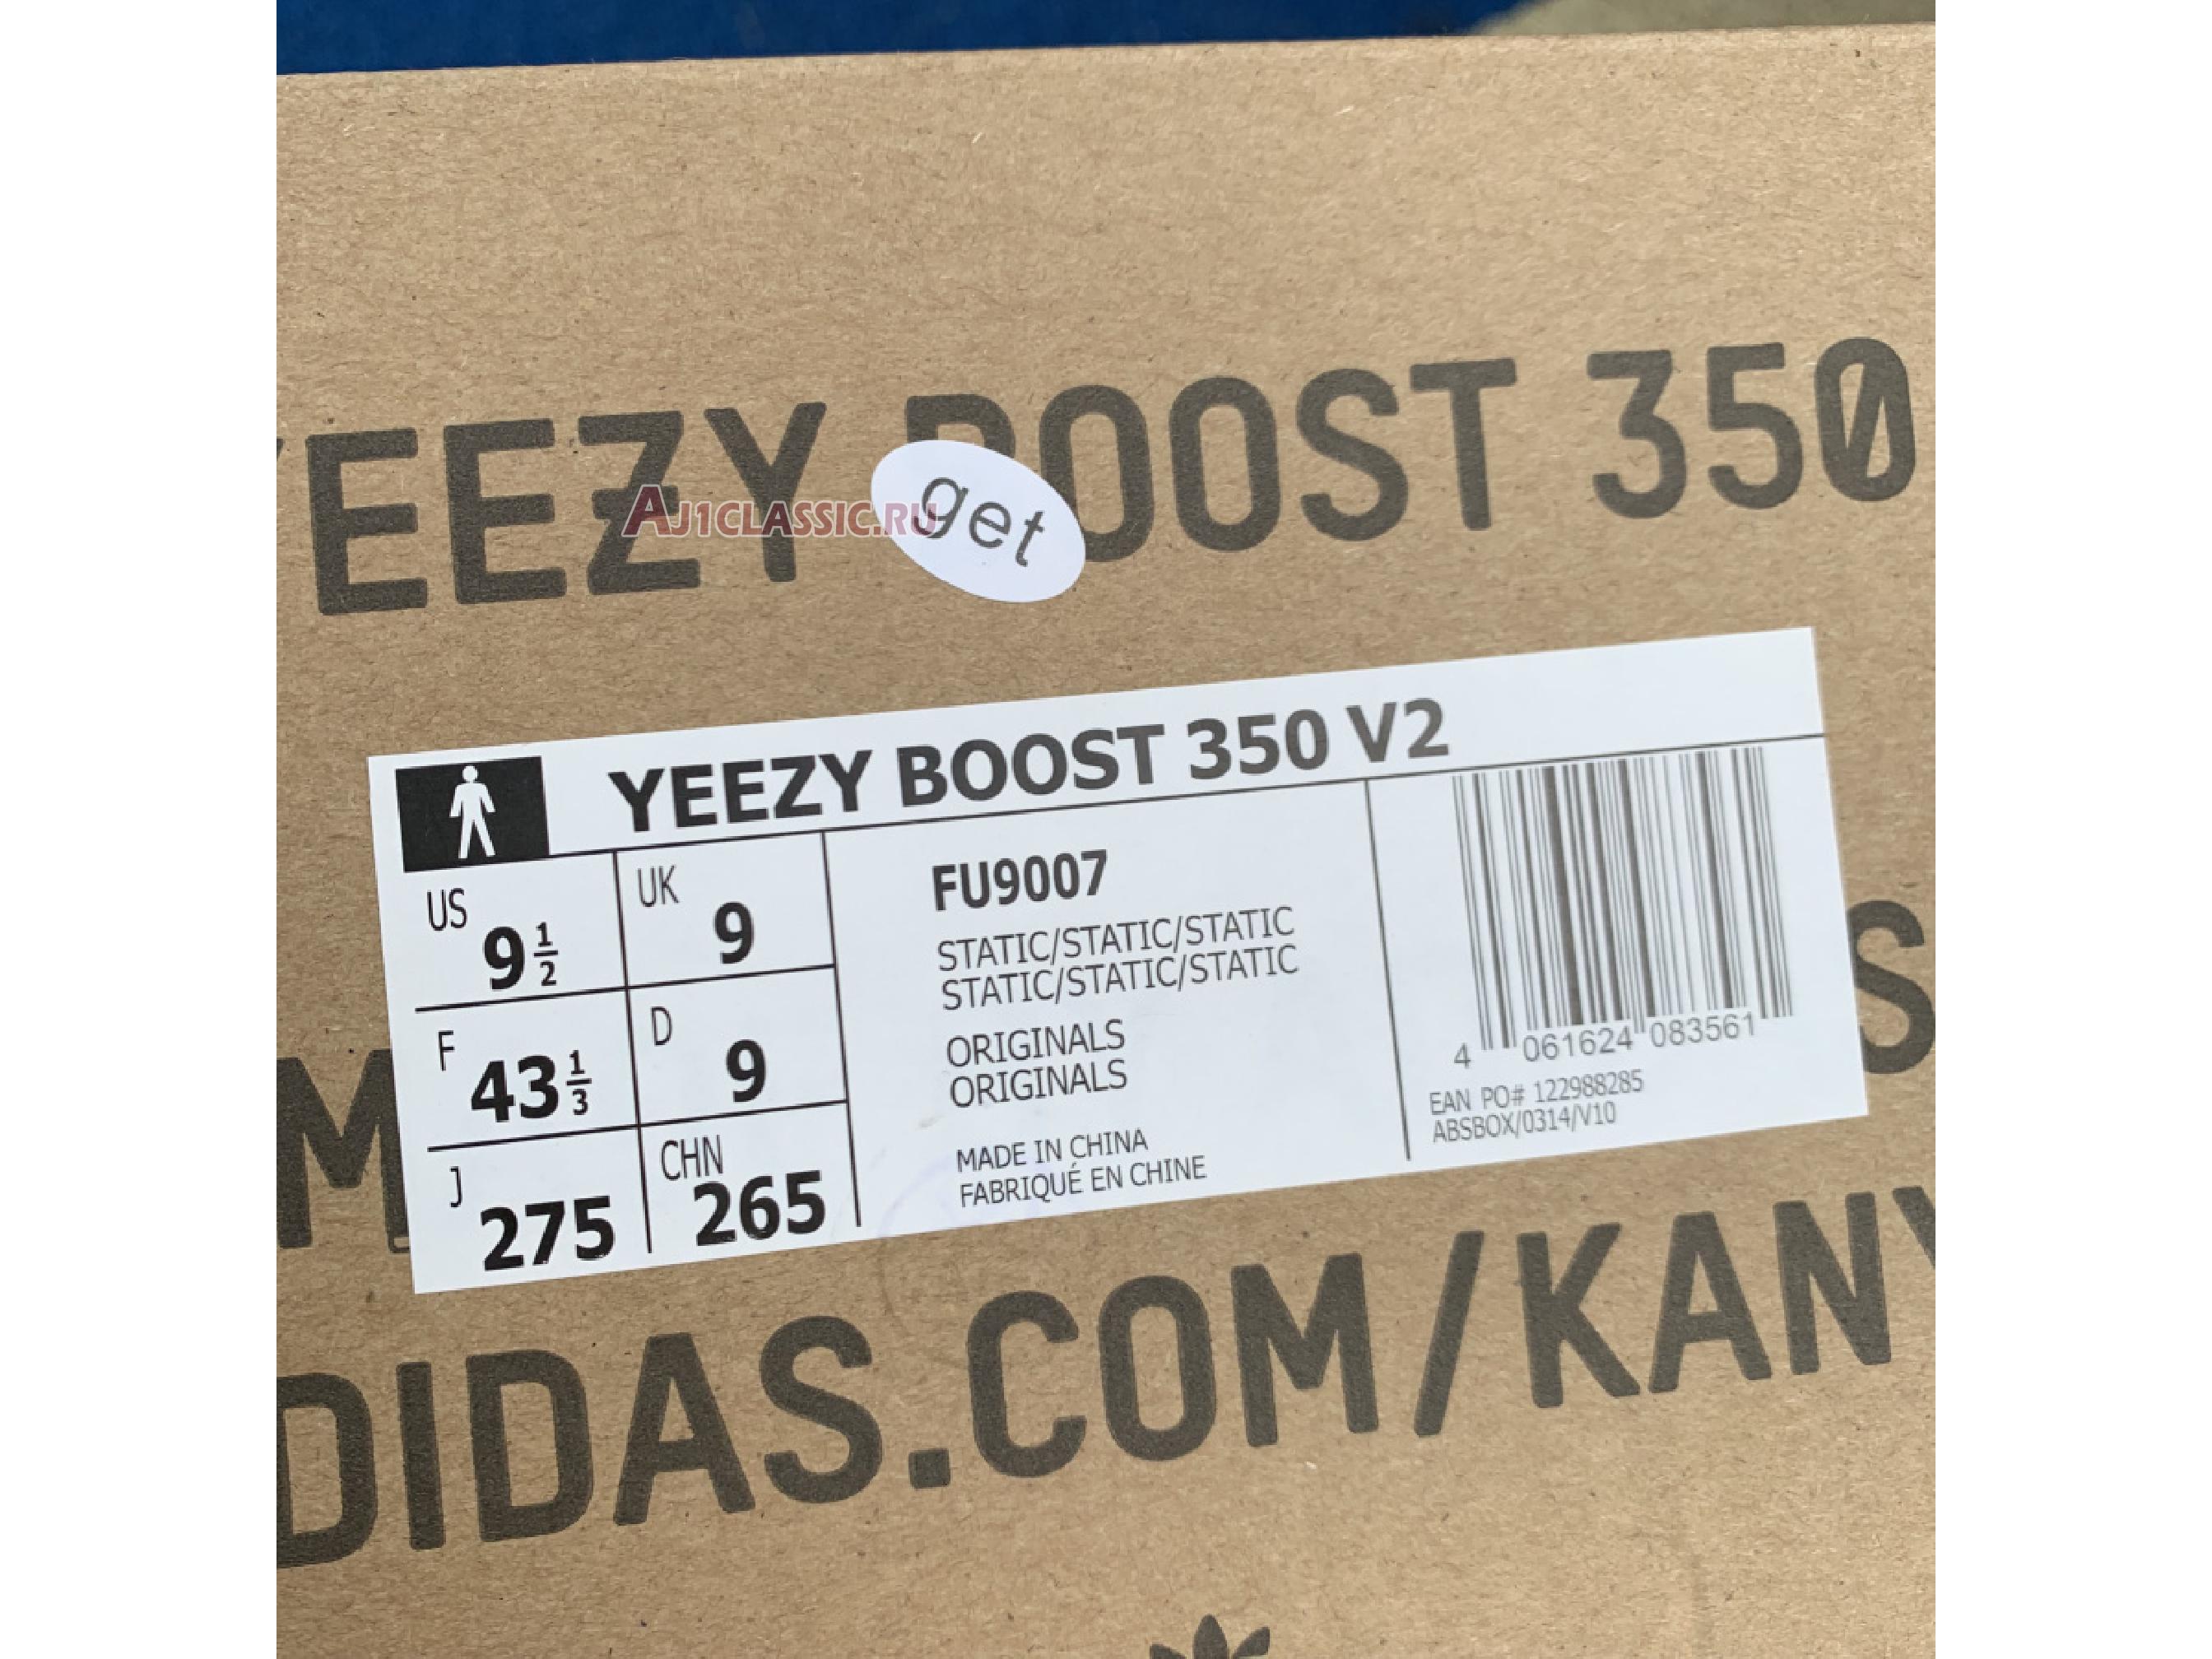 YEEZY BOOST 350
AJ1CLASSIC.RU
get
YEEZY BOOST 350 V2
US 9 1/2
UK 9
F 43 1/3
D 9
J 275
CHN 265
FU9007
STATIC/STATIC/STATIC
STATIC/STATIC/STATIC
ORIGINALS
ORIGINALS
MADE IN CHINA
FABRIQUÉ EN CHINE
4 061624 083561
EAN PO# 122988285
ABSBOX/0314/V10
M
S
DIDAS.COM/KANY